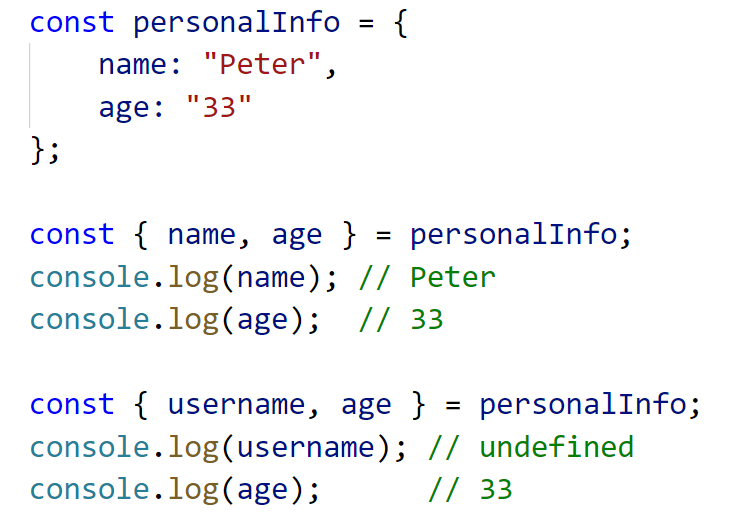 const personalInfo = {
    name: "Peter",
    age: "33"
};

const { name, age } = personalInfo;
console.log(name); // Peter
console.log(age);  // 33

const { username, age } = personalInfo;
console.log(username); // undefined
console.log(age);      // 33